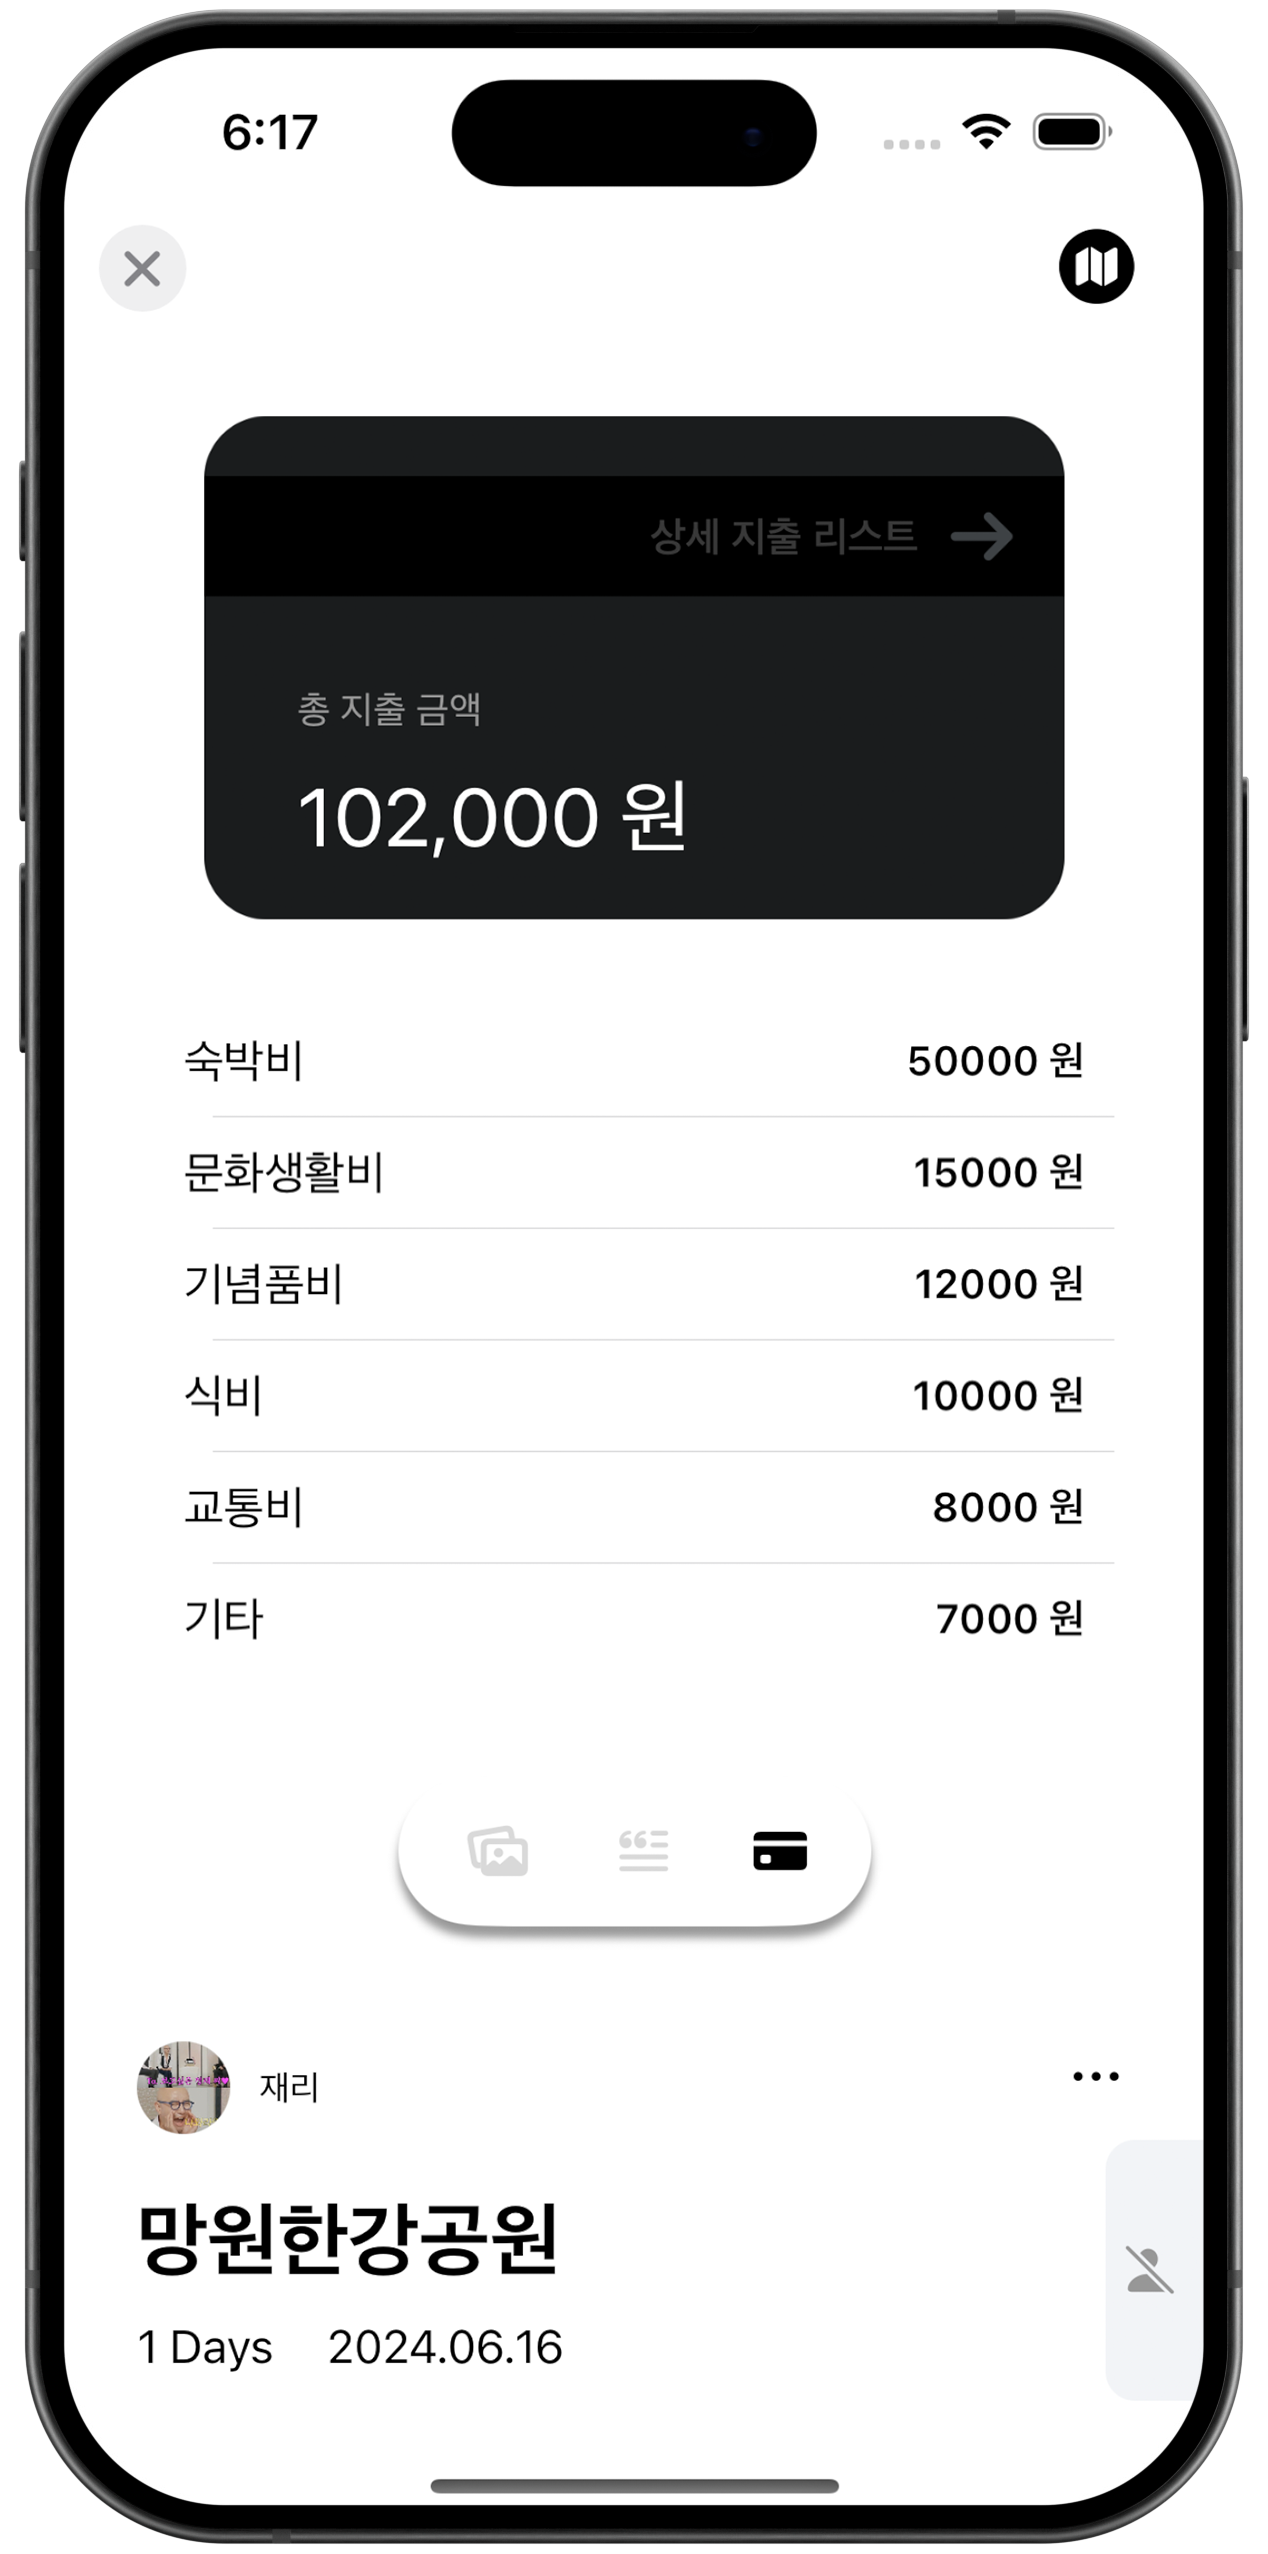 6:17
상세 지출 리스트
총 지출 금액
102,000 원
숙박비 50000 원
문화생활비 15000 원
기념품비 12000 원
식비 10000 원
교통비 8000 원
기타 7000 원
재리
망원한강공원
1 Days 2024.06.16